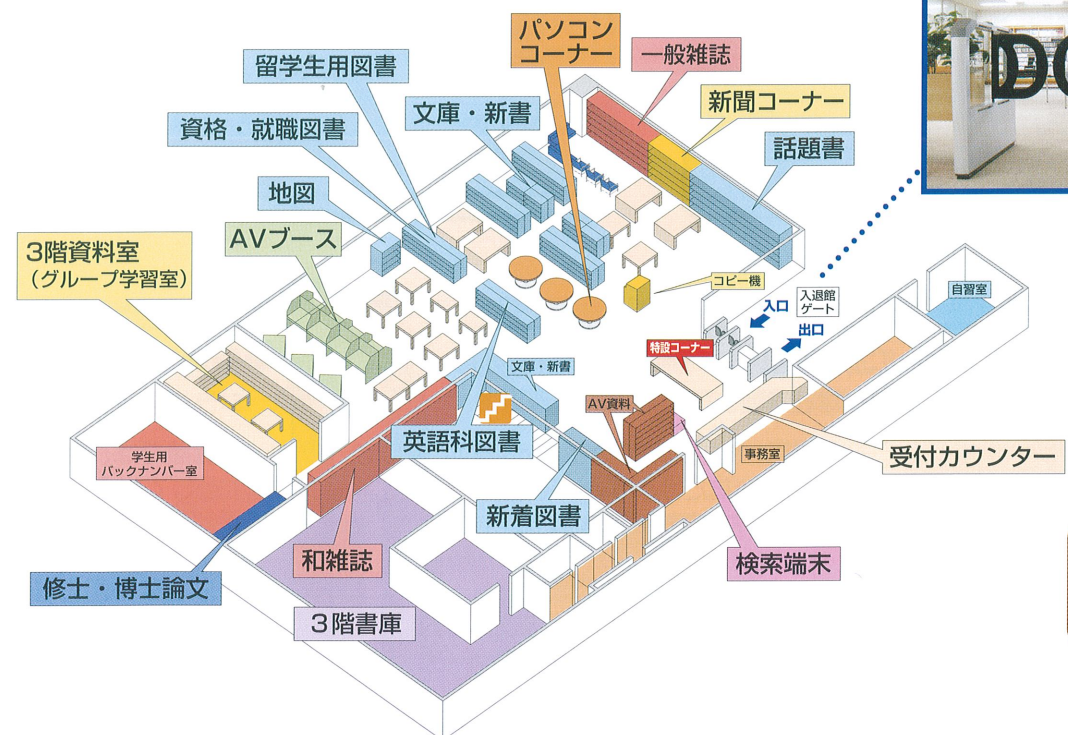 パソコン
コーナー
一般雑誌
留学生用図書
文庫・新書
新聞コーナー
資格・就職図書
話題書
地図
AVブース
3階資料室
（グループ学習室）
コピー機
入退館
ゲート
入口
出口
自習室
特設コーナー
文庫・新書
AV資料
英語科図書
事務室
受付カウンター
学生用
バックナンバー室
新着図書
和雑誌
検索端末
修士・博士論文
3階書庫